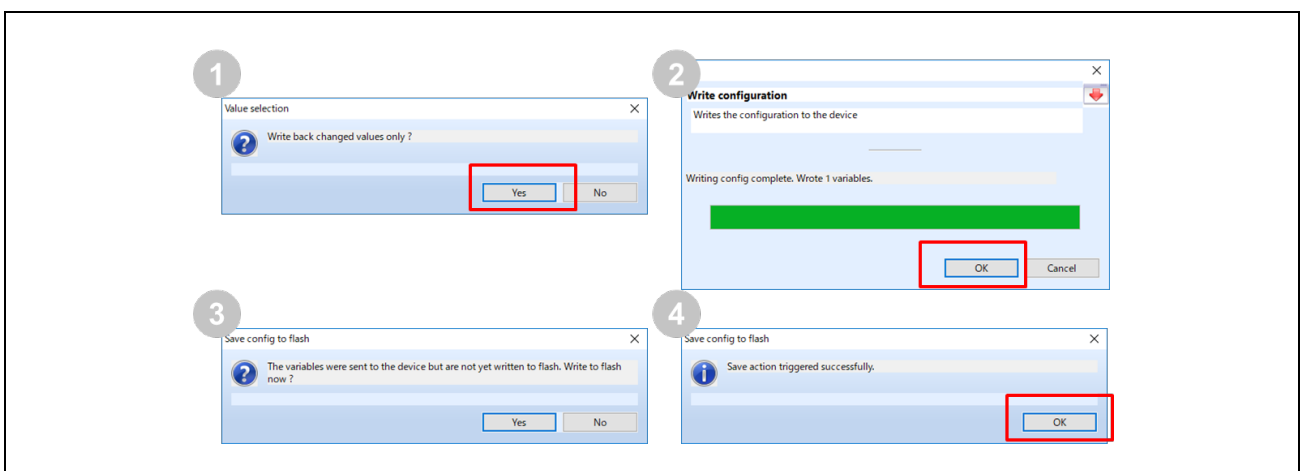 1
Value selection
Write back changed values only ?
Yes No
2
Write configuration
Writes the configuration to the device
Writing config complete. Wrote 1 variables.
OK Cancel
3
Save config to flash
The variables were sent to the device but are not yet written to flash. Write to flash
now ?
Yes No
4
Save config to flash
Save action triggered successfully.
OK